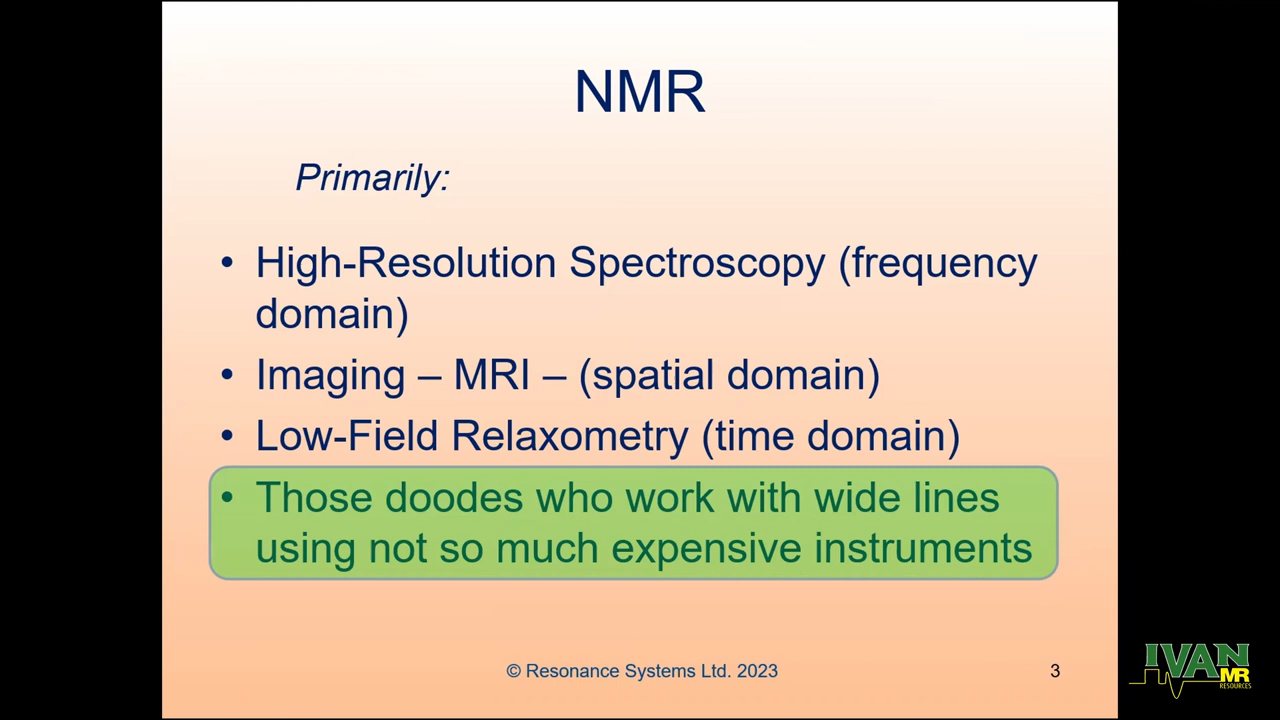 NMR
Primarily:
• High-Resolution Spectroscopy (frequency
domain)
• Imaging – MRI – (spatial domain)
• Low-Field Relaxometry (time domain)
• Those doodes who work with wide lines
using not so much expensive instruments
© Resonance Systems Ltd. 2023
3
IVAN
MR
RESOURCES